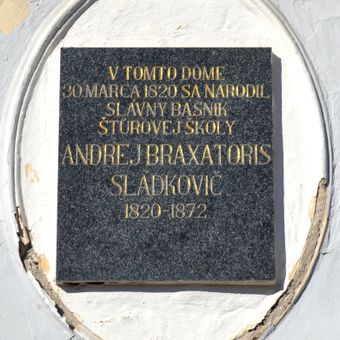 V TOMTO DOME
30. MARCA 1820 SA NARODIL
SLÁVNY BÁSNIK
ŠTÚROVEJ ŠKOLY
ANDREJ BRAXATORIS
SLÁDKOVIČ
1820-1872